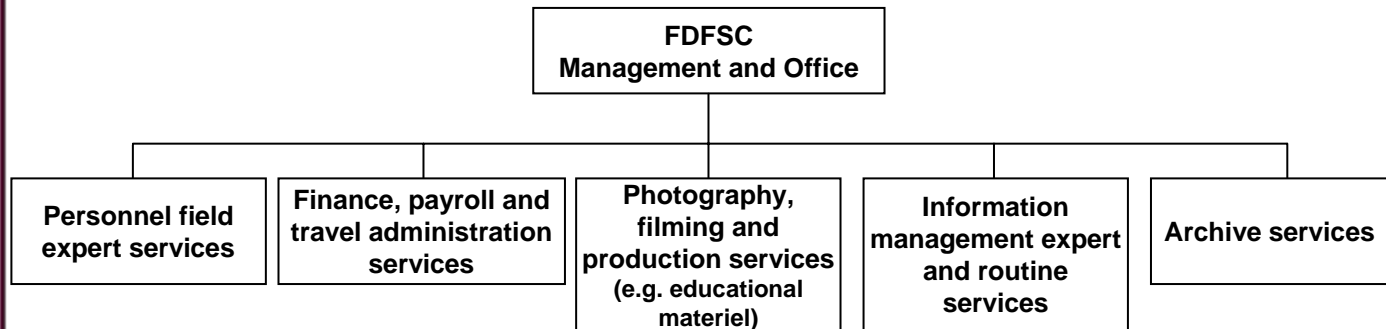 FDFSC
Management and Office
Personnel field
expert services
Finance, payroll and
travel administration
services
Photography,
filming and
production services
(e.g. educational
materiel)
Information
management expert
and routine
services
Archive services